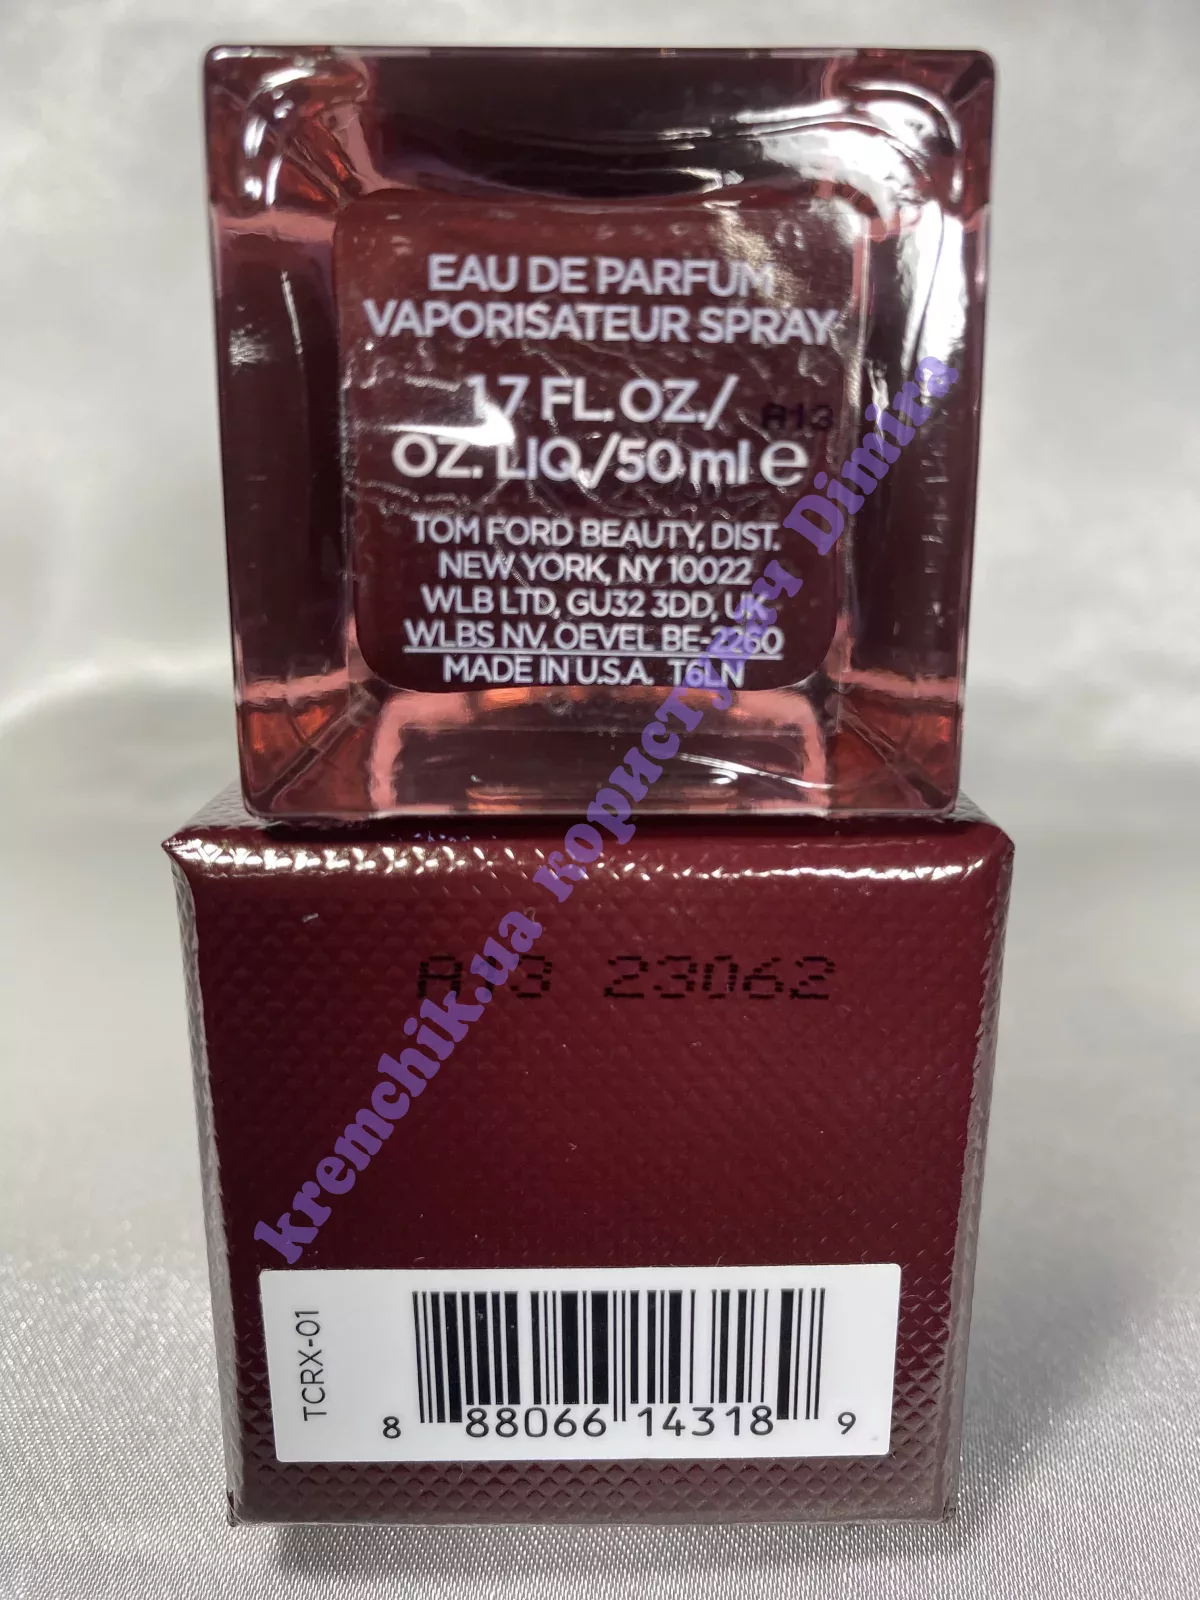 EAU DE PARFUM
VAPORISATEUR SPRAY
1.7 FL. OZ./
A13
OZ. LIQ./50 ml e
TOM FORD BEAUTY, DIST.
NEW YORK, NY 10022
WLB LTD, GU32 3DD, UK
WLBS NV, OEVEL BE-2260
MADE IN U.S.A. T6LN
A13 23062
kremchik.ua користувач Dimira
TCRX-01
8 88066 14318 9